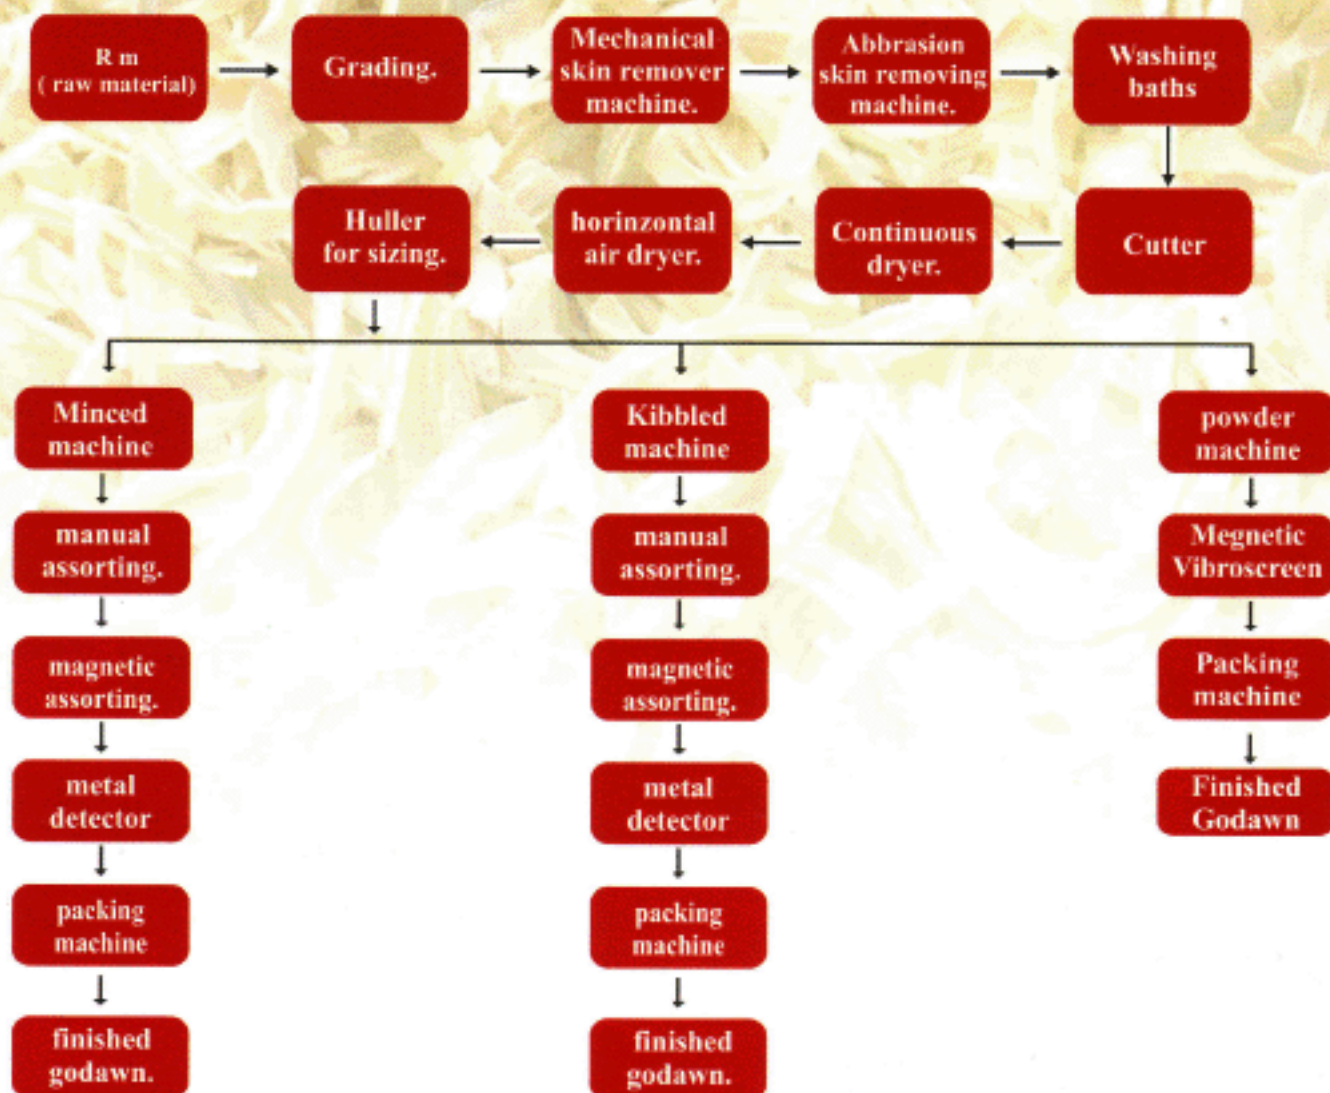 R m
( raw material)
Grading.
Mechanical
skin remover
machine.
Abbrasion
skin removing
machine.
Washing
baths
Huller
for sizing.
horinzontal
air dryer.
Continuous
dryer.
Cutter
Minced
machine
manual
assorting.
magnetic
assorting.
metal
detector
packing
machine
finished
godawn.
Kibbled
machine
manual
assorting.
magnetic
assorting.
metal
detector
packing
machine
finished
godawn.
powder
machine
Megnetic
Vibroscreen
Packing
machine
Finished
Godawn